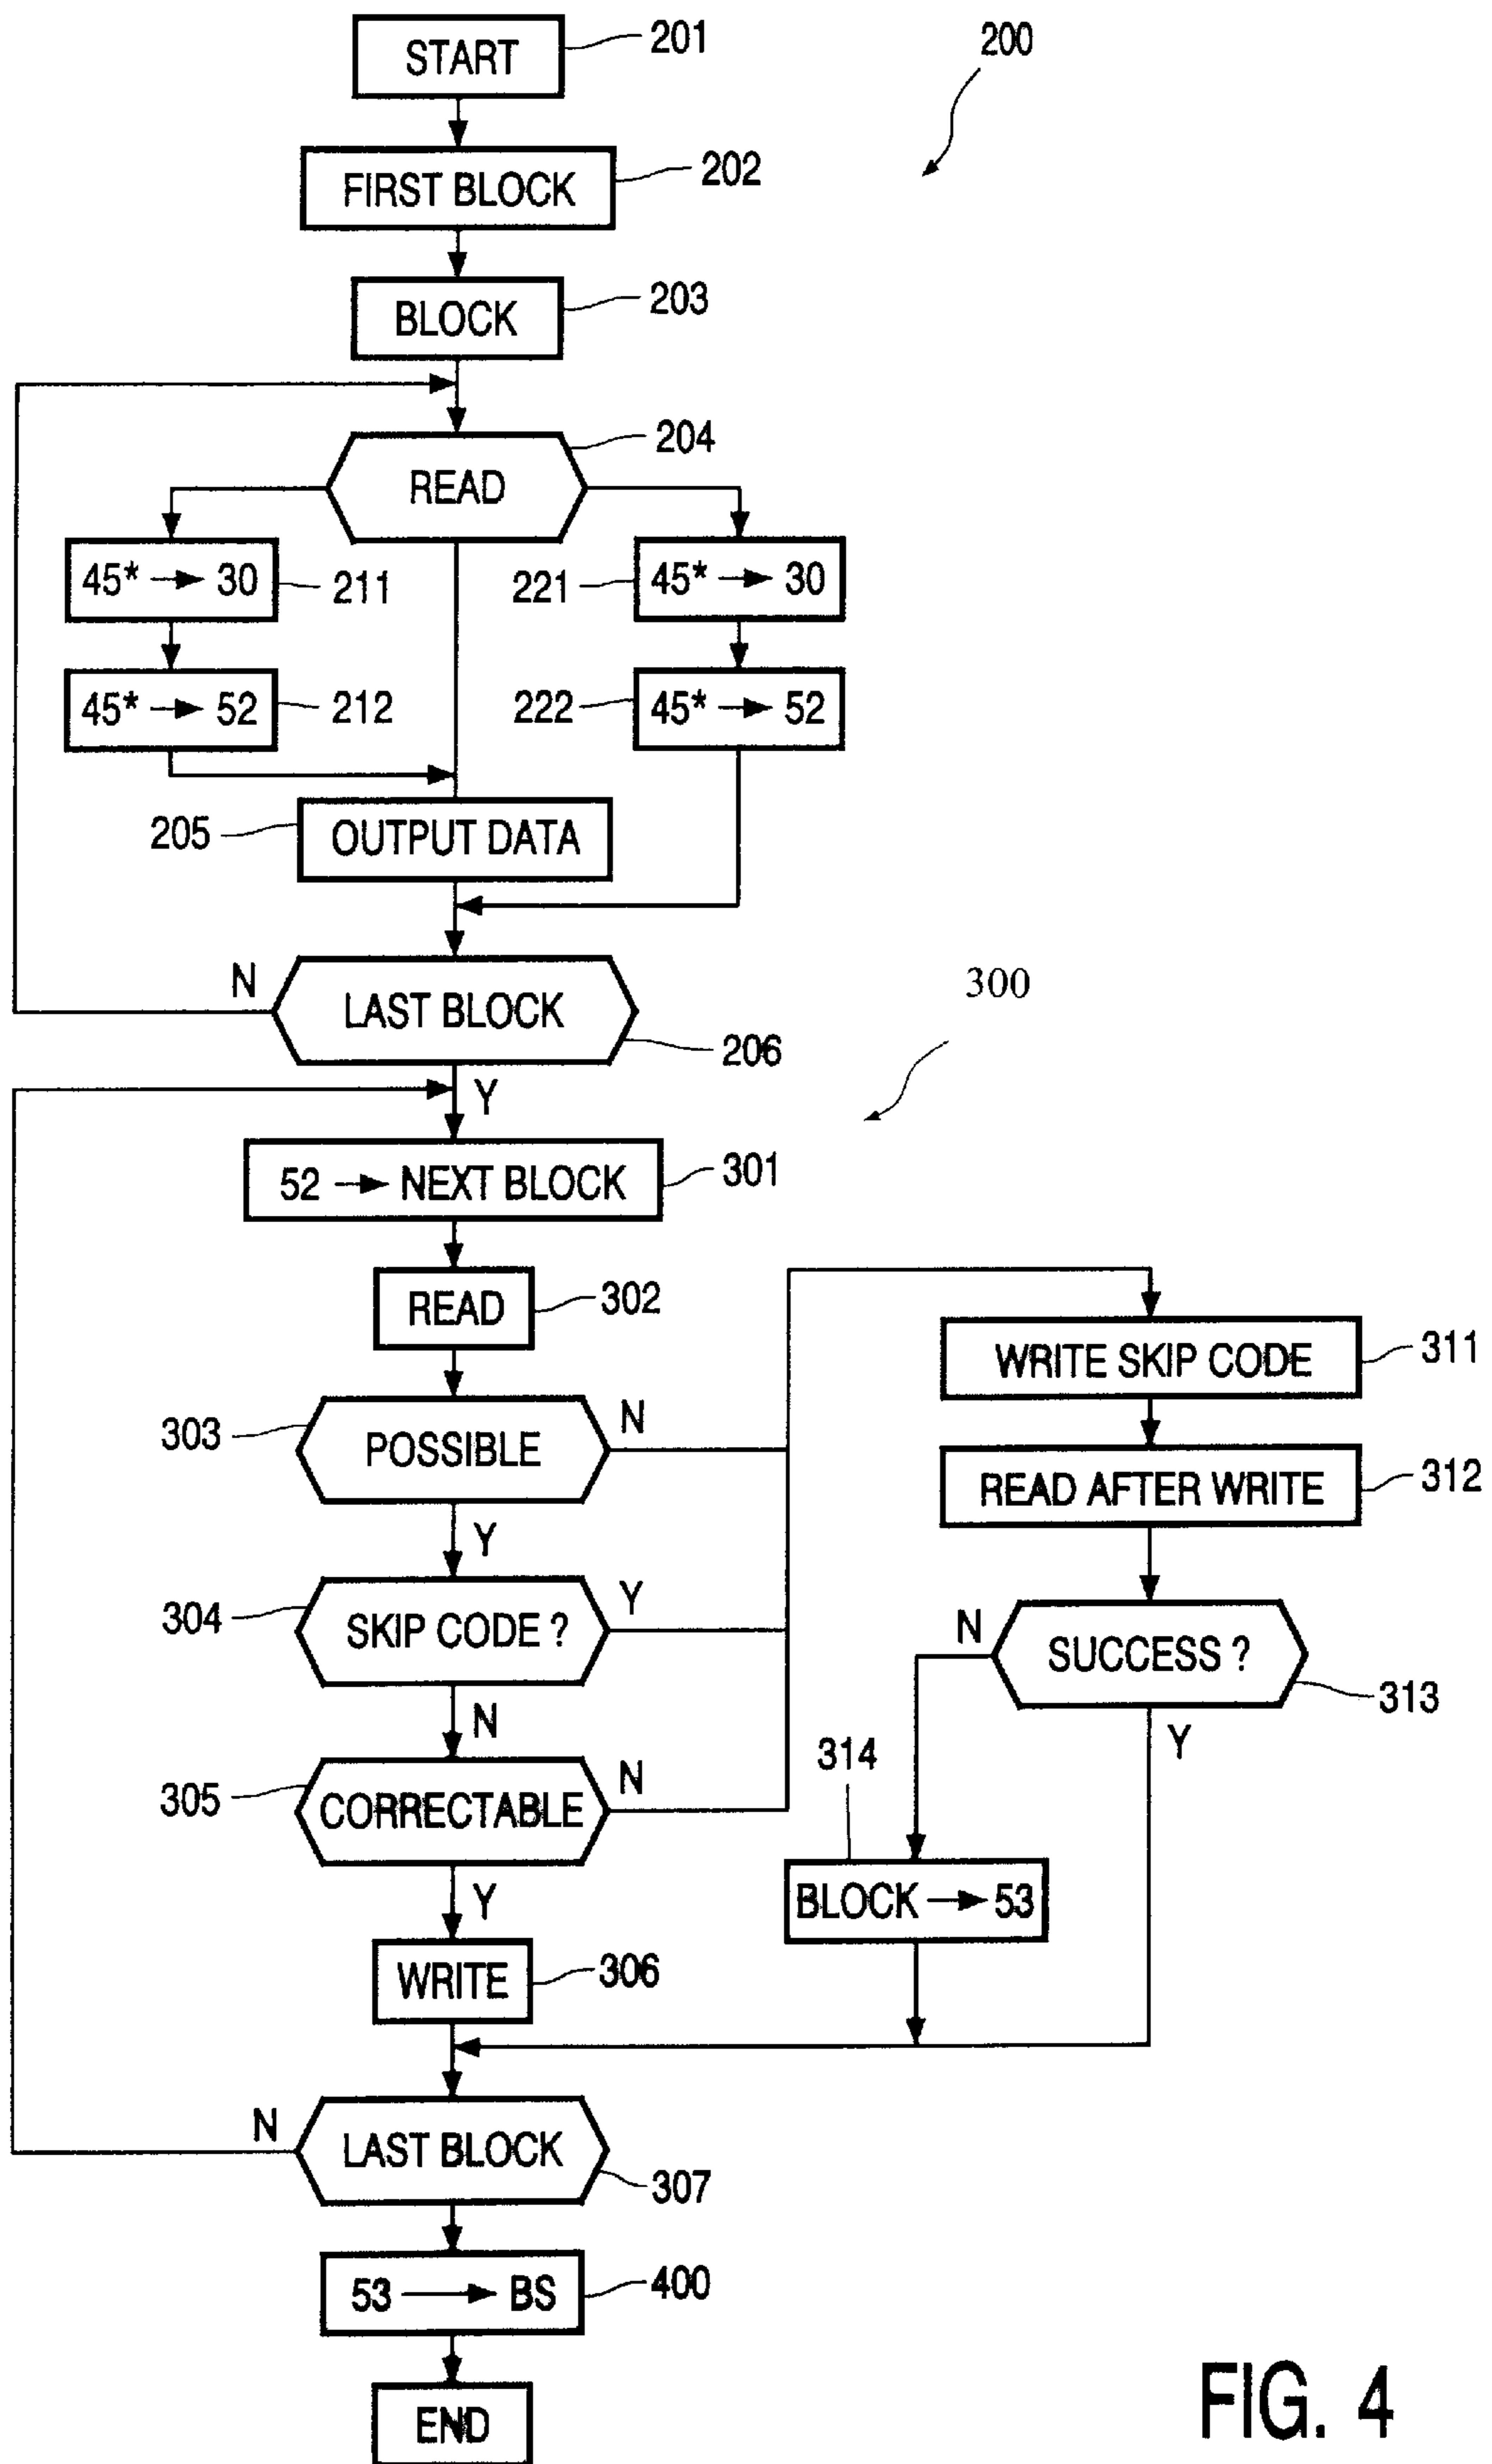 START
201
200
FIRST BLOCK
202
BLOCK
203
READ
204
45* → 30
211
221
45* → 30
45* → 52
212
222
45* → 52
205
OUTPUT DATA
N
LAST BLOCK
206
300
Y
52 → NEXT BLOCK
301
READ
302
WRITE SKIP CODE
311
303
POSSIBLE
N
READ AFTER WRITE
312
Y
304
SKIP CODE ?
Y
N
SUCCESS ?
313
N
Y
305
CORRECTABLE
N
314
Y
BLOCK → 53
WRITE
306
N
LAST BLOCK
307
53 → BS
400
END
FIG. 4